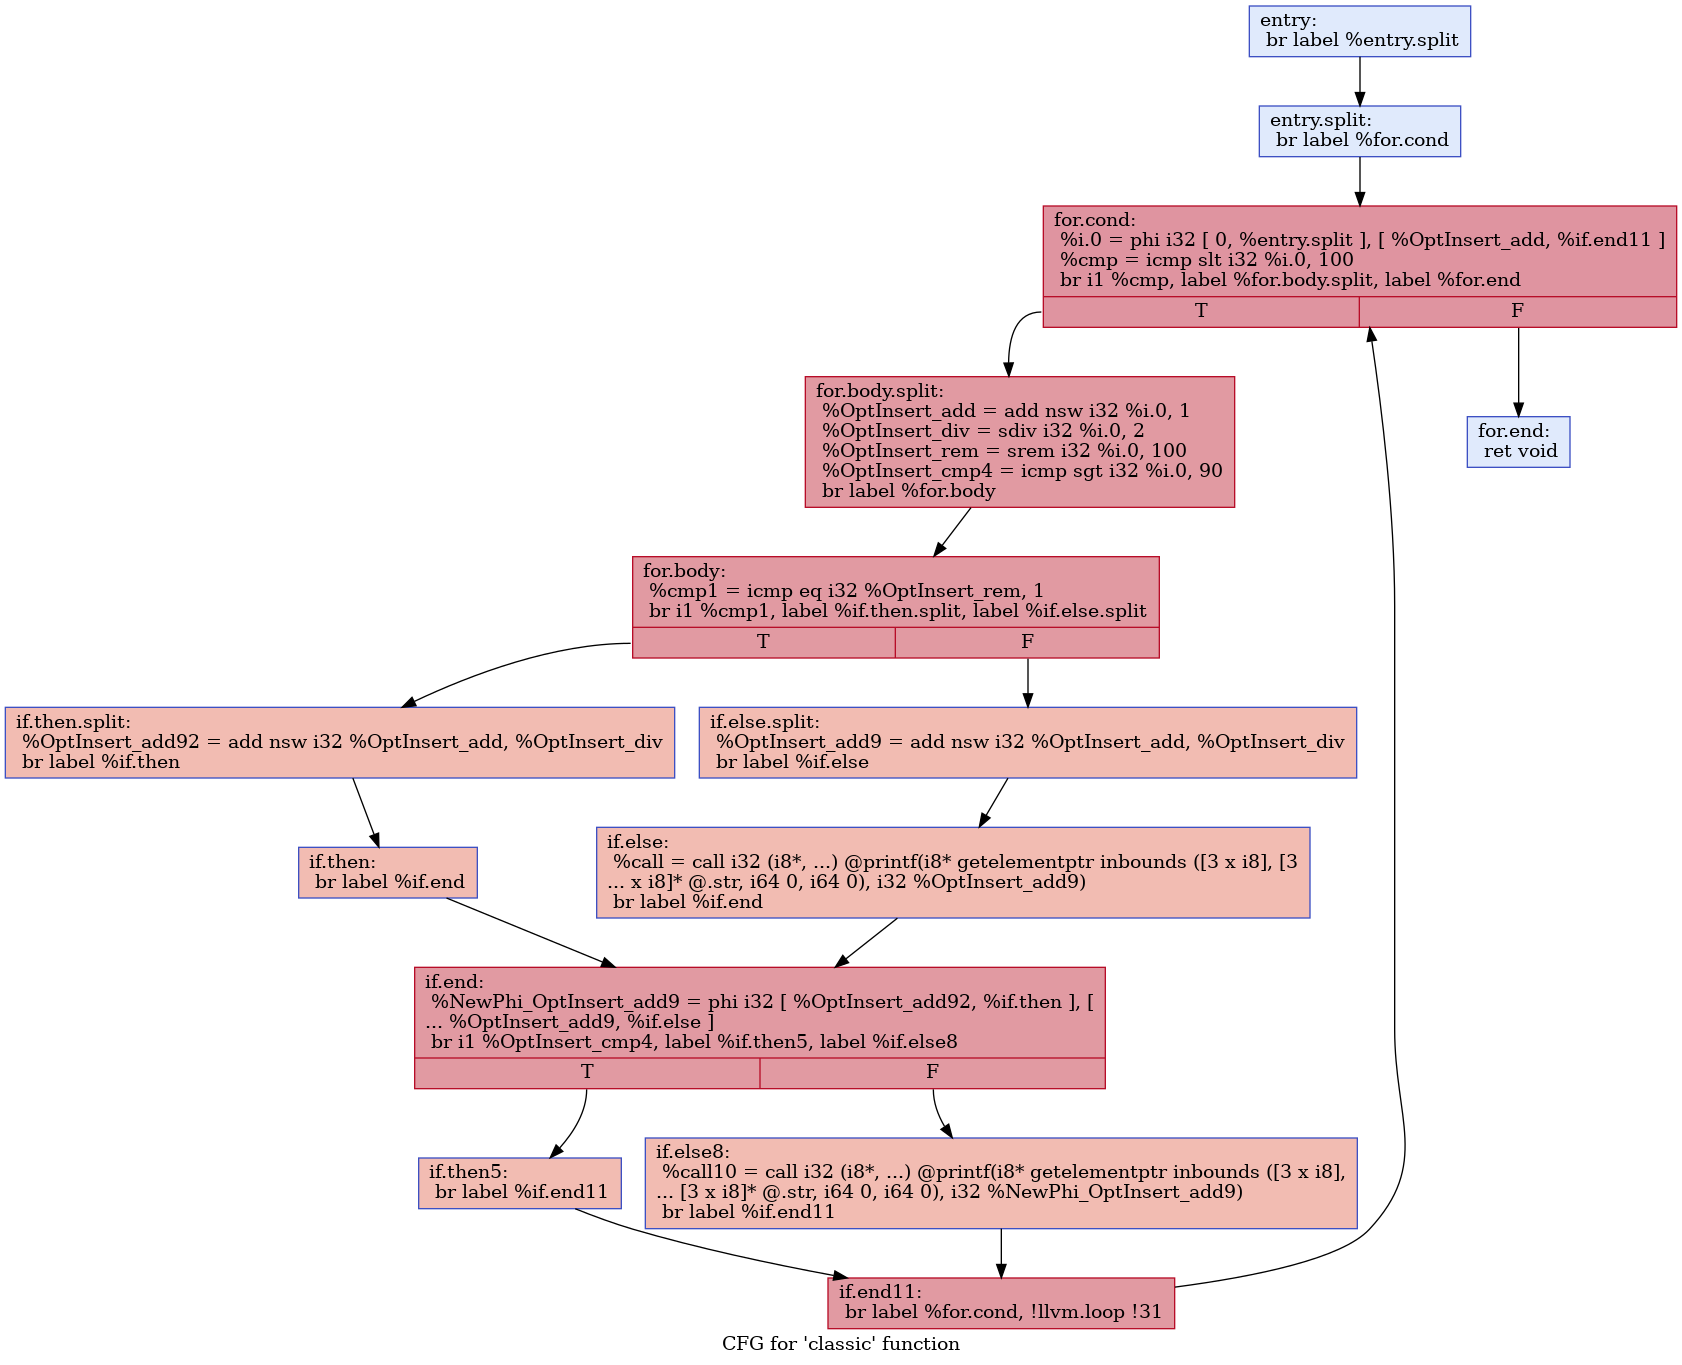 entry:
br label %entry.split
entry.split:
br label %for.cond
for.cond:
%i.0 = phi i32 [ 0, %entry.split ], [ %OptInsert_add, %if.end11 ]
%cmp = icmp slt i32 %i.0, 100
br i1 %cmp, label %for.body.split, label %for.end
T
F
for.body.split:
%OptInsert_add = add nsw i32 %i.0, 1
%OptInsert_div = sdiv i32 %i.0, 2
%OptInsert_rem = srem i32 %i.0, 100
%OptInsert_cmp4 = icmp sgt i32 %i.0, 90
br label %for.body
for.end:
ret void
for.body:
%cmp1 = icmp eq i32 %OptInsert_rem, 1
br i1 %cmp1, label %if.then.split, label %if.else.split
T
F
if.then.split:
%OptInsert_add92 = add nsw i32 %OptInsert_add, %OptInsert_div
br label %if.then
if.else.split:
%OptInsert_add9 = add nsw i32 %OptInsert_add, %OptInsert_div
br label %if.else
if.then:
br label %if.end
if.else:
%call = call i32 (i8*, ...) @printf(i8* getelementptr inbounds ([3 x i8], [3
... x i8]* @.str, i64 0, i64 0), i32 %OptInsert_add9)
br label %if.end
if.end:
%NewPhi_OptInsert_add9 = phi i32 [ %OptInsert_add92, %if.then ], [
... %OptInsert_add9, %if.else ]
br i1 %OptInsert_cmp4, label %if.then5, label %if.else8
T
F
if.then5:
br label %if.end11
if.else8:
%call10 = call i32 (i8*, ...) @printf(i8* getelementptr inbounds ([3 x i8],
... [3 x i8]* @.str, i64 0, i64 0), i32 %NewPhi_OptInsert_add9)
br label %if.end11
if.end11:
br label %for.cond, !llvm.loop !31
CFG for 'classic' function